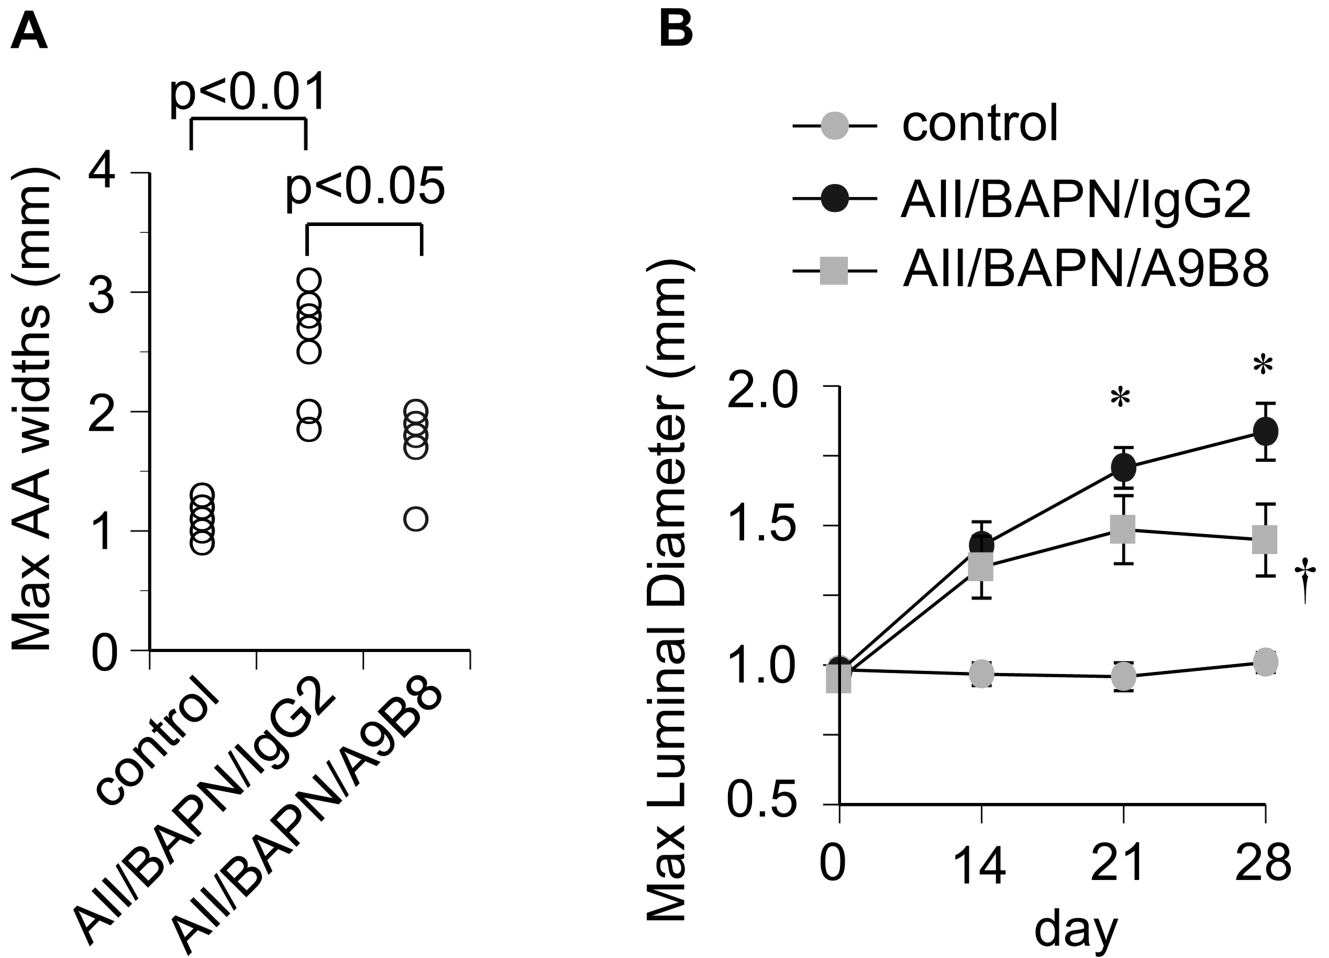 A
p<0.01
p<0.05
Max AA widths (mm)
4
3
2
1
0
control
AII/BAPN/IgG2
AII/BAPN/A9B8
B
control
AII/BAPN/IgG2
AII/BAPN/A9B8
Max Luminal Diameter (mm)
2.0
1.5
1.0
0.5
*
*
†
0 14 21 28
day